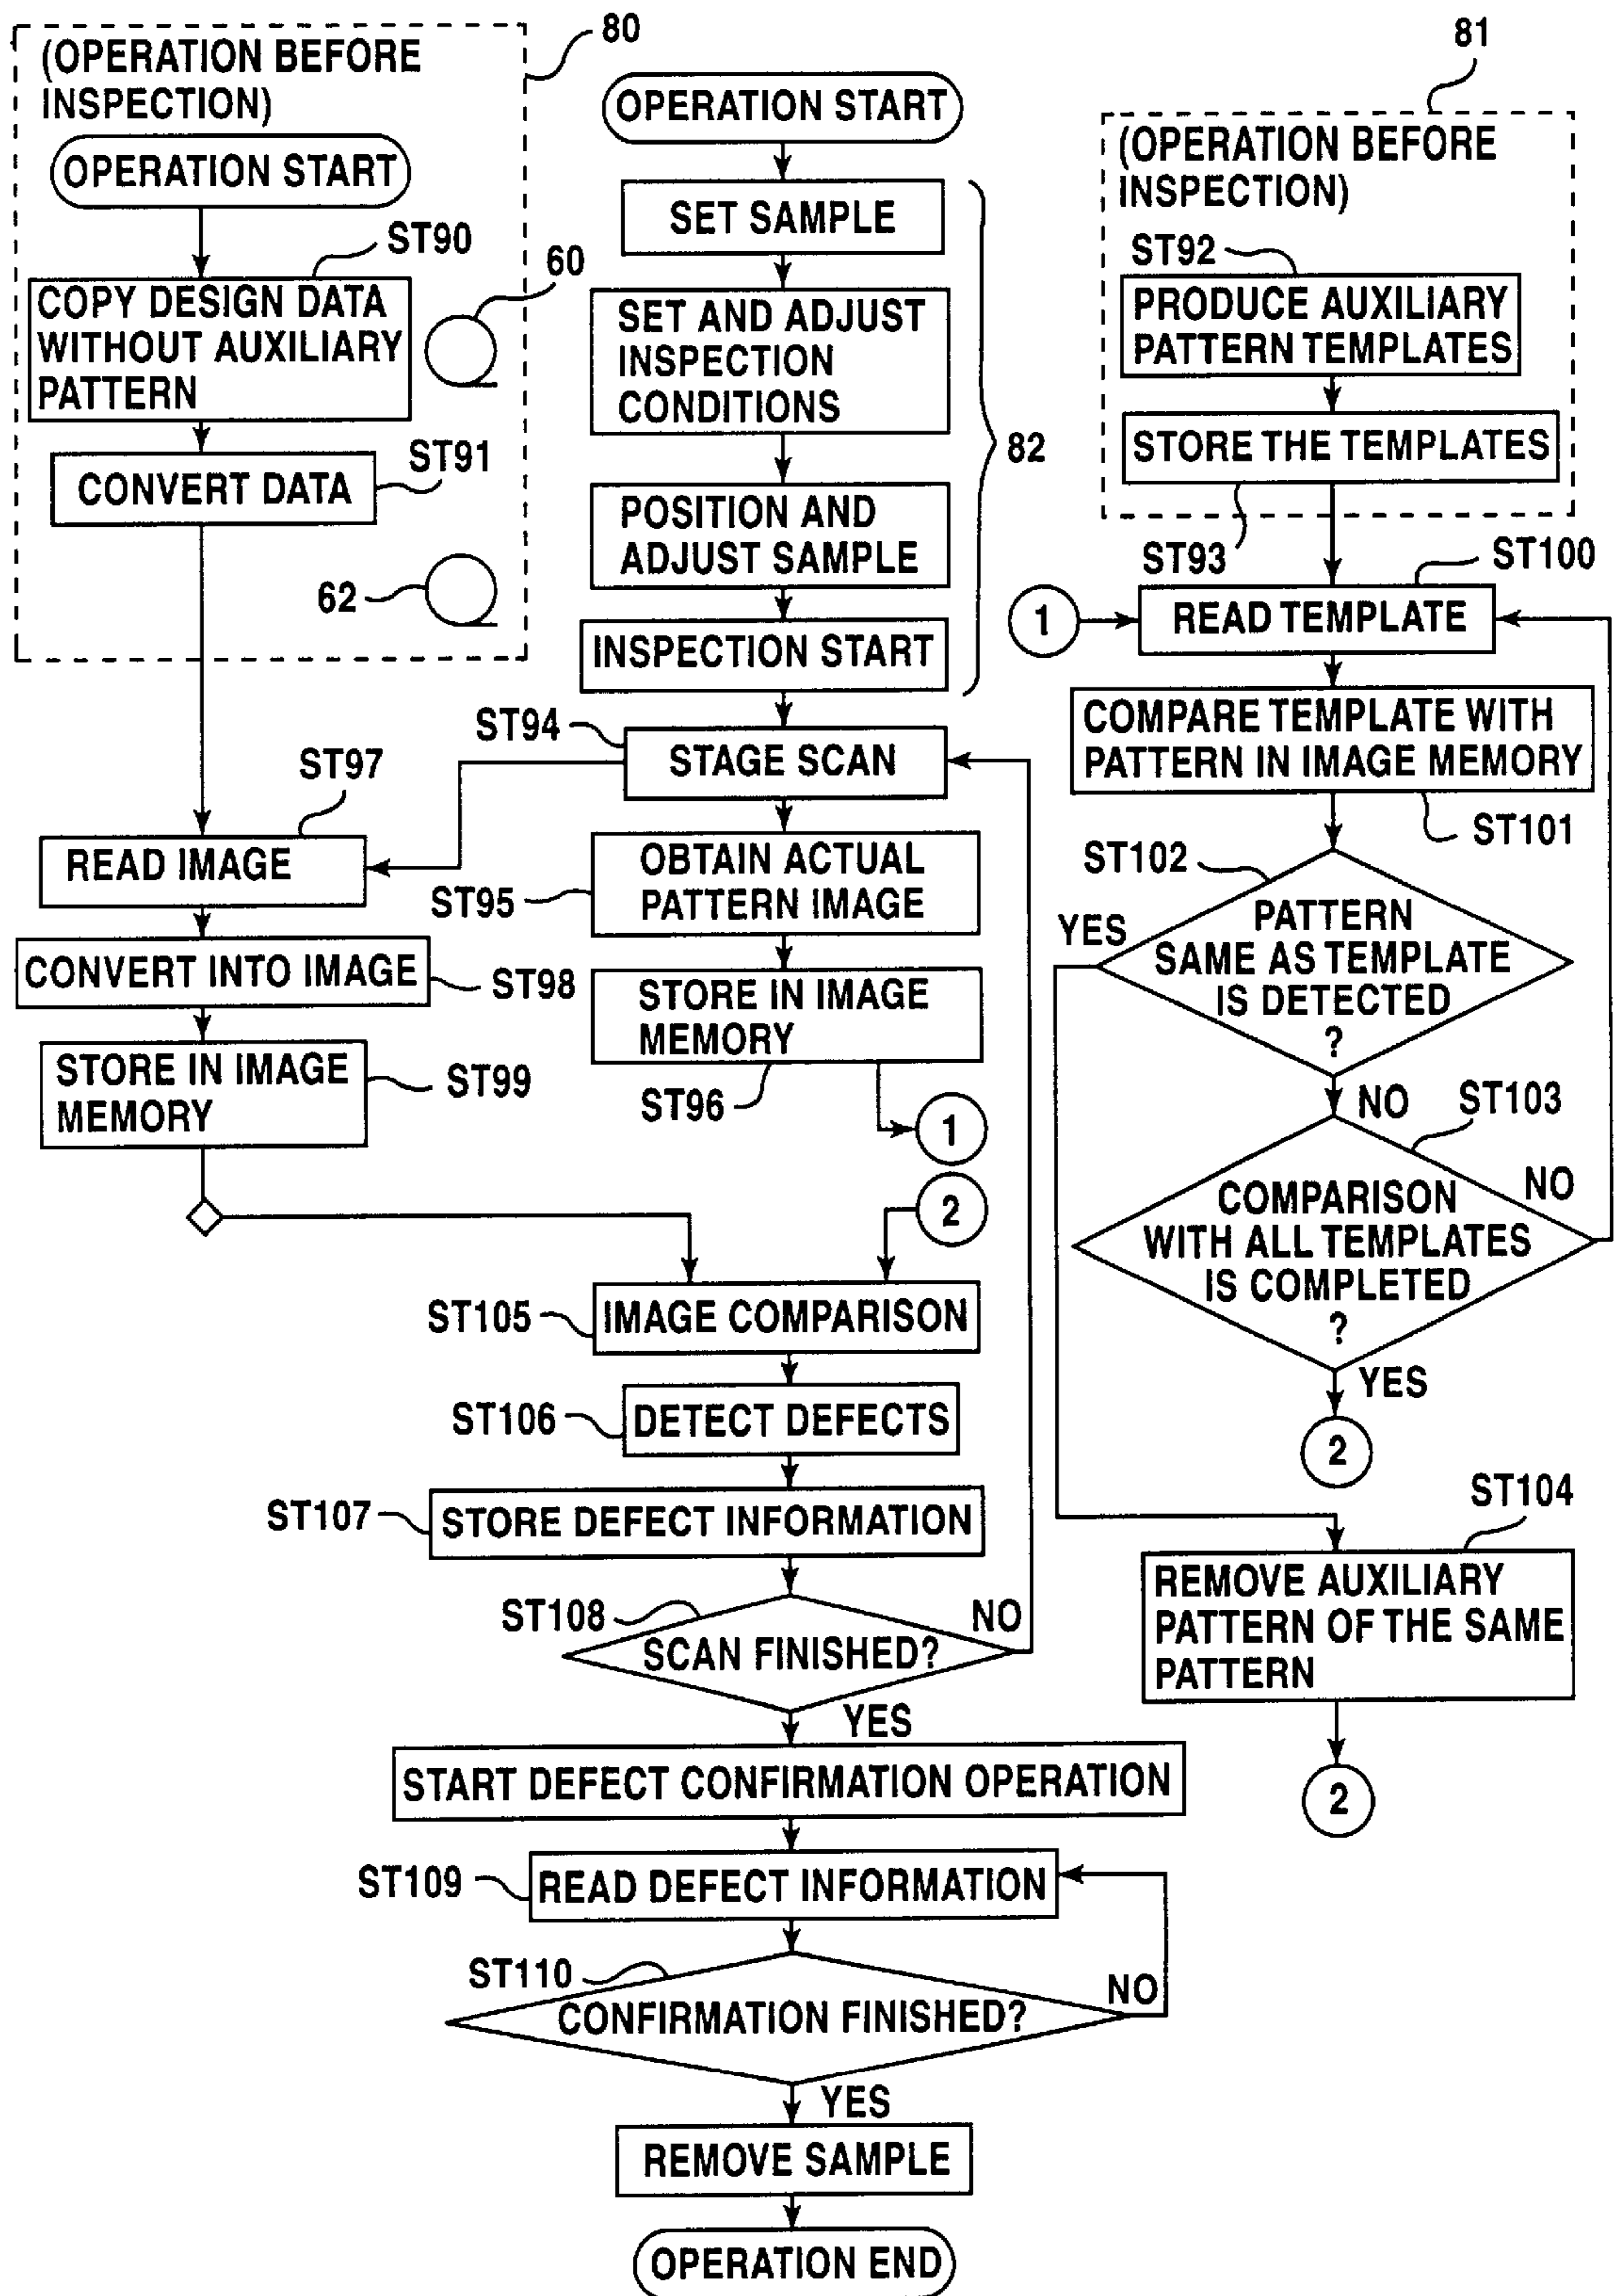 80
(OPERATION BEFORE
INSPECTION)
OPERATION START
ST90
COPY DESIGN DATA
WITHOUT AUXILIARY
PATTERN
60
ST91
CONVERT DATA
62
ST97
READ IMAGE
CONVERT INTO IMAGE
ST98
STORE IN IMAGE
MEMORY
ST99
OPERATION START
SET SAMPLE
SET AND ADJUST
INSPECTION
CONDITIONS
82
POSITION AND
ADJUST SAMPLE
INSPECTION START
ST94
STAGE SCAN
OBTAIN ACTUAL
PATTERN IMAGE
ST95
STORE IN IMAGE
MEMORY
ST96
1
2
ST105
IMAGE COMPARISON
ST106
DETECT DEFECTS
ST107
STORE DEFECT INFORMATION
ST108
NO
SCAN FINISHED?
YES
START DEFECT CONFIRMATION OPERATION
ST109
READ DEFECT INFORMATION
ST110
NO
CONFIRMATION FINISHED?
YES
REMOVE SAMPLE
OPERATION END
81
(OPERATION BEFORE
INSPECTION)
ST92
PRODUCE AUXILIARY
PATTERN TEMPLATES
STORE THE TEMPLATES
ST93
ST100
1
READ TEMPLATE
COMPARE TEMPLATE WITH
PATTERN IN IMAGE MEMORY
ST101
ST102
YES
PATTERN
SAME AS TEMPLATE
IS DETECTED
?
NO
ST103
NO
COMPARISON
WITH ALL TEMPLATES
IS COMPLETED
?
YES
2
ST104
REMOVE AUXILIARY
PATTERN OF THE SAME
PATTERN
2